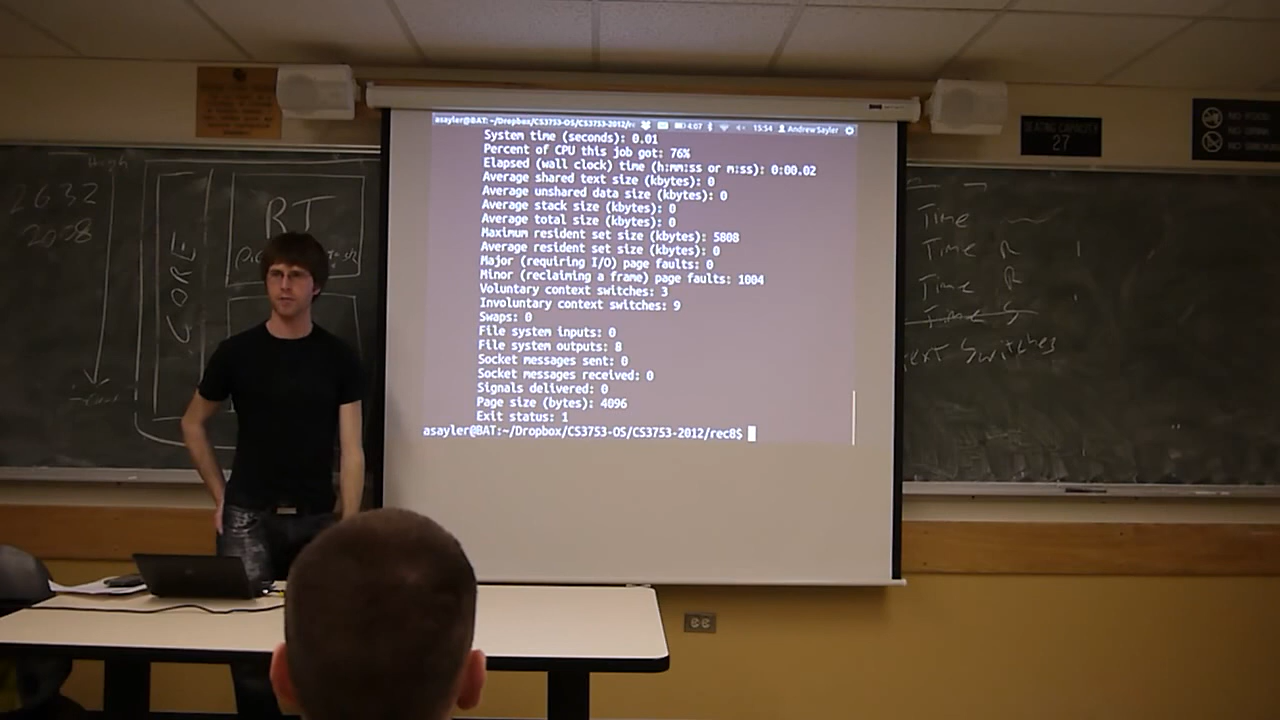 asayler@BAT: ~/Dropbox/CS3753-OS/CS3753-2012/re 4:07 15:54 Andrew Sayler
System time (seconds): 0.01
Percent of CPU this job got: 76%
Elapsed (wall clock) time (h:mm:ss or m:ss): 0:00.02
Average shared text size (kbytes): 0
Average unshared data size (kbytes): 0
Average stack size (kbytes): 0
Average total size (kbytes): 0
Maximum resident set size (kbytes): 5808
Average resident set size (kbytes): 0
Major (requiring I/O) page faults: 0
Minor (reclaiming a frame) page faults: 1004
Voluntary context switches: 3
Involuntary context switches: 9
Swaps: 0
File system inputs: 0
File system outputs: 8
Socket messages sent: 0
Socket messages received: 0
Signals delivered: 0
Page size (bytes): 4096
Exit status: 1
asayler@BAT:~/Dropbox/CS3753-OS/CS3753-2012/rec8$
High
2632
2008
CORE
RT
Time
Time R 1
Time R
Time S
Switches
SEATING CAPACITY
27
NO FOOD
NO DRINK
NO SMOKING